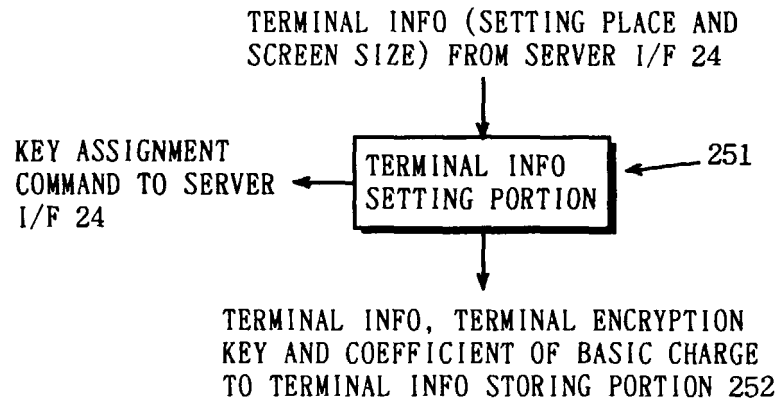 TERMINAL INFO (SETTING PLACE AND
SCREEN SIZE) FROM SERVER I/F 24
KEY ASSIGNMENT
COMMAND TO SERVER
I/F 24
TERMINAL INFO
SETTING PORTION
251
TERMINAL INFO, TERMINAL ENCRYPTION
KEY AND COEFFICIENT OF BASIC CHARGE
TO TERMINAL INFO STORING PORTION 252